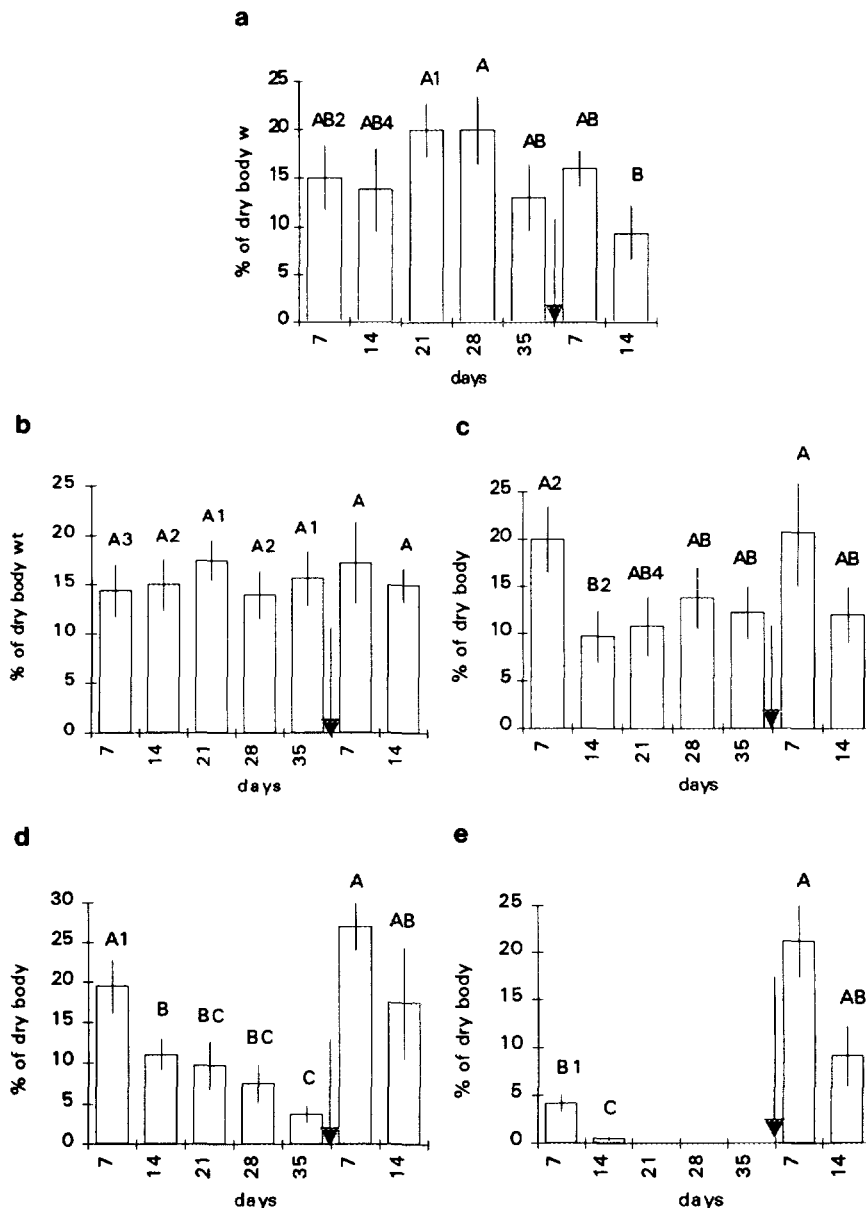 a
25
20
15
10
5
0
% of dry body w
AB2 AB4 A1 A AB AB B
7 14 21 28 35 7 14
days
b
25
20
15
10
5
0
% of dry body wt
A3 A2 A1 A2 A1 A A
7 14 21 28 35 7 14
days
c
25
20
15
10
5
0
% of dry body
A2 B2 AB4 AB AB A AB
7 14 21 28 35 7 14
days
d
30
25
20
15
10
5
0
% of dry body
A1 B BC BC C A AB
7 14 21 28 35 7 14
days
e
25
20
15
10
5
0
% of dry body
B1 C A AB
7 14 21 28 35 7 14
days